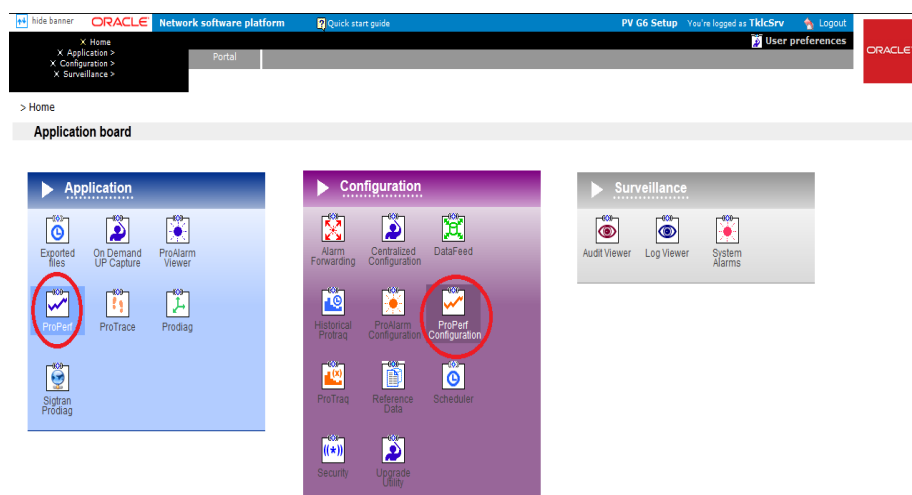 hide banner ORACLE Network software platform Quick start guide PV G6 Setup You're logged as TklcSrv Logout
User preferences
ORACLE
X Home
X Application >
X Configuration >
X Surveillance >
Portal
> Home
Application board
Application
Exported files
On Demand UP Capture
ProAlarm Viewer
ProPerf
ProTrace
Prodiag
Sigtran Prodiag
Configuration
Alarm Forwarding
Centralized Configuration
DataFeed
Historical Protraq
ProAlarm Configuration
ProPerf Configuration
ProTraq
Reference Data
Scheduler
Security
Upgrade Utility
Surveillance
Audit Viewer
Log Viewer
System Alarms